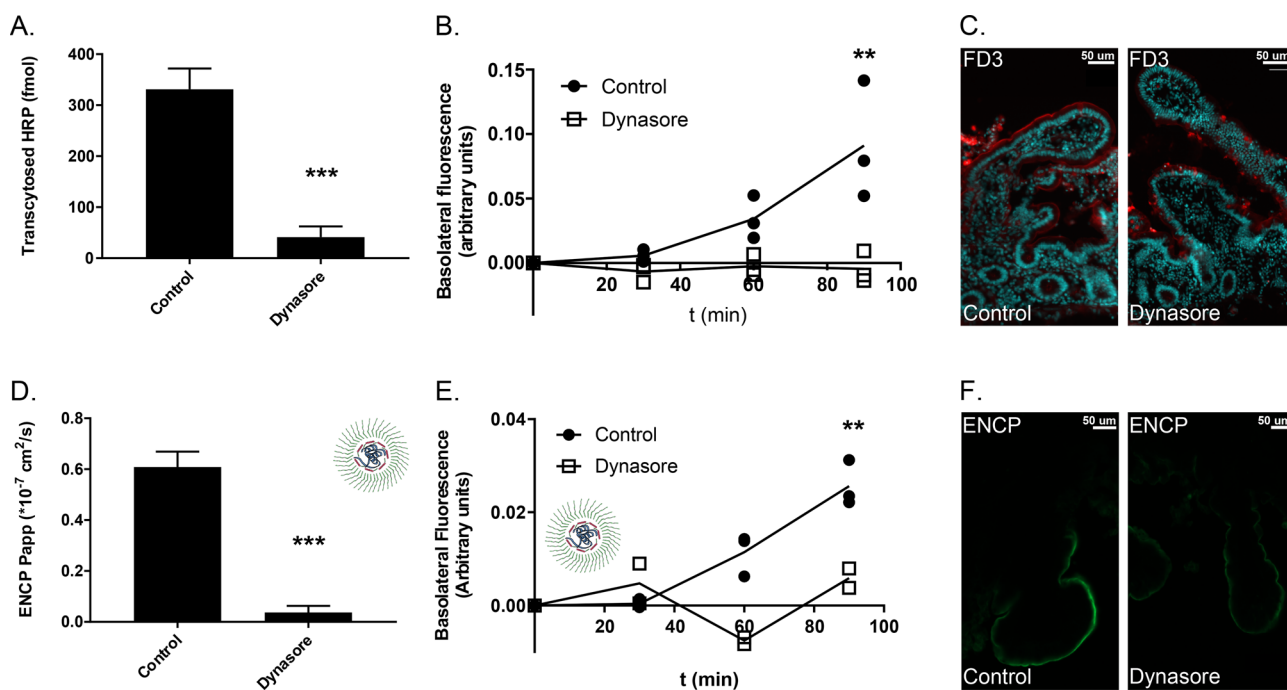 A.
Transcytosed HRP (fmol)
400
300
200
100
0
***
Control
Dynasore
B.
Basolateral fluorescence
(arbitrary units)
0.15
0.10
0.05
0.00
Control
Dynasore
**
20
40
60
80
100
t (min)
C.
FD3
50 um
Control
FD3
50 um
Dynasore
D.
ENCP Papp (*10⁻⁷ cm²/s)
0.8
0.6
0.4
0.2
0.0
***
Control
Dynasore
E.
Basolateral Fluorescence
(Arbitrary units)
0.04
0.02
0.00
Control
Dynasore
**
20
40
60
80
100
t (min)
F.
ENCP
50 um
Control
ENCP
50 um
Dynasore